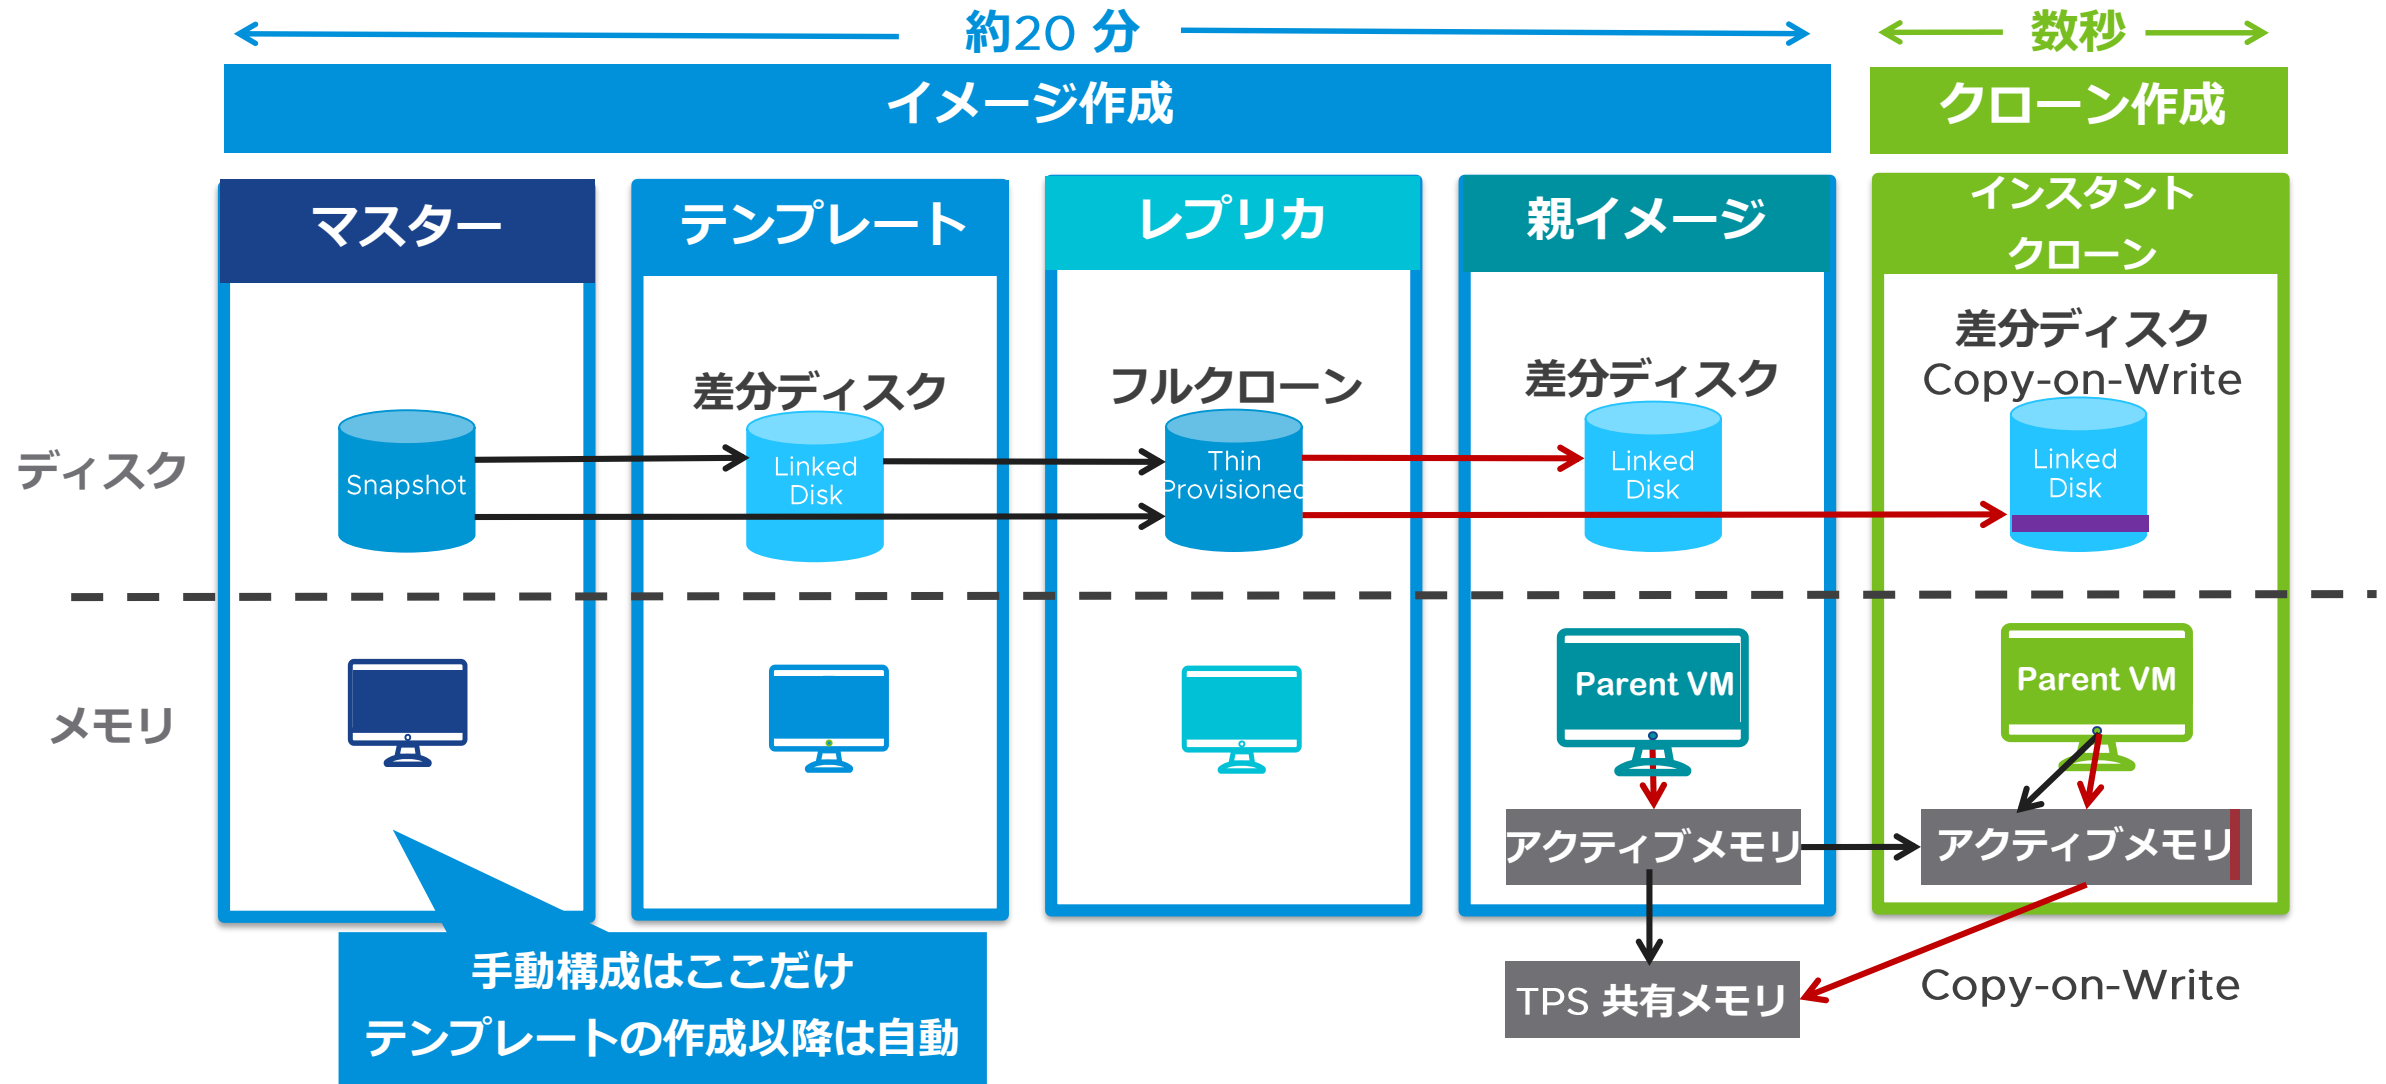 約20 分
数秒
イメージ作成
クローン作成
マスター
テンプレート
レプリカ
親イメージ
インスタント
クローン
差分ディスク
フルクローン
差分ディスク
差分ディスク
Copy-on-Write
ディスク
Snapshot
Linked
Disk
Thin
Provisioned
Linked
Disk
Linked
Disk
メモリ
Parent VM
Parent VM
アクティブメモリ
アクティブメモリ
手動構成はここだけ
テンプレートの作成以降は自動
TPS 共有メモリ
Copy-on-Write